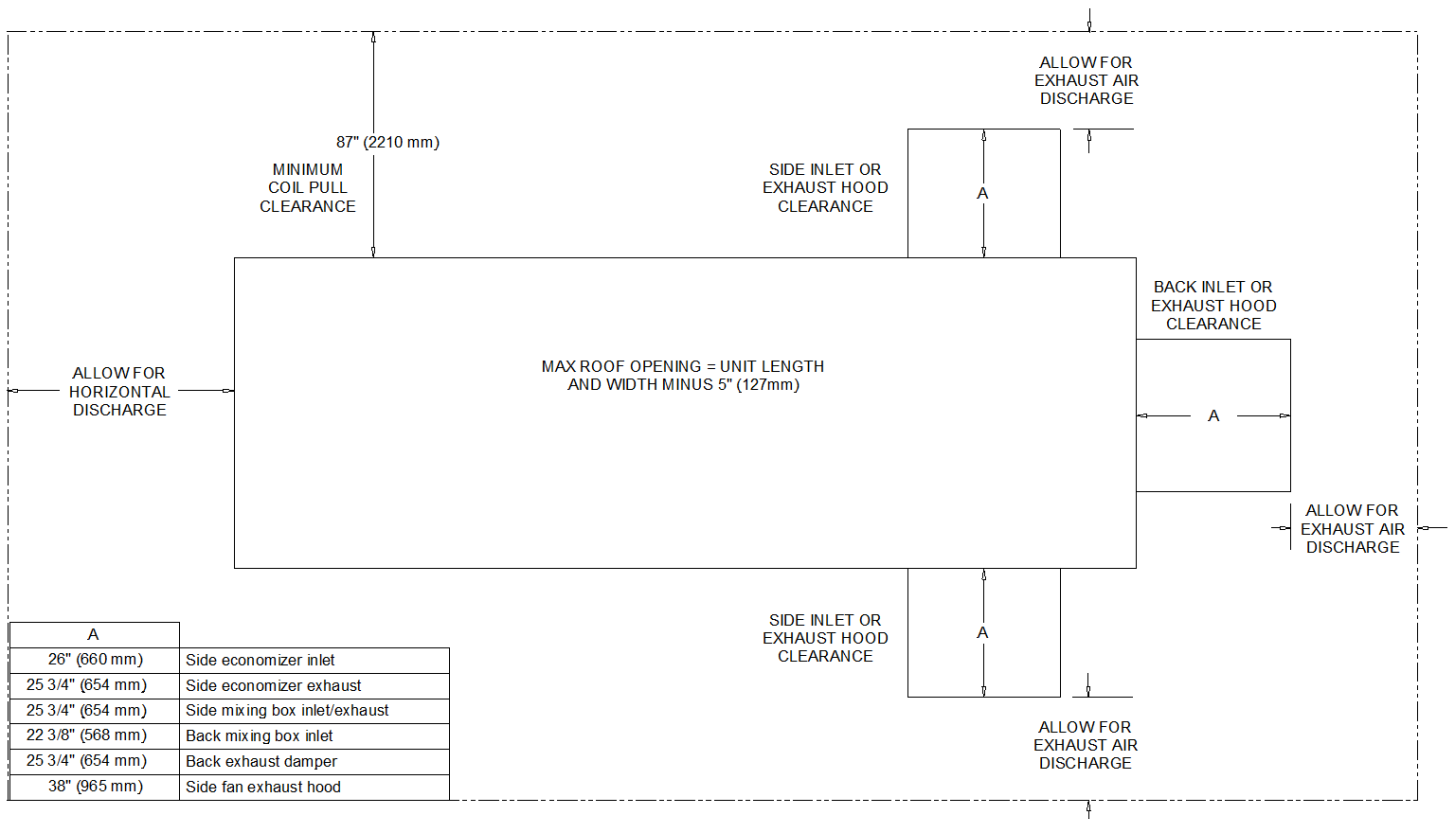 ALLOW FOR
EXHAUST AIR
DISCHARGE
87" (2210 mm)
MINIMUM
COIL PULL
CLEARANCE
SIDE INLET OR
EXHAUST HOOD
CLEARANCE
A
BACK INLET OR
EXHAUST HOOD
CLEARANCE
MAX ROOF OPENING = UNIT LENGTH
AND WIDTH MINUS 5" (127mm)
ALLOW FOR
HORIZONTAL
DISCHARGE
A
ALLOW FOR
EXHAUST AIR
DISCHARGE
SIDE INLET OR
EXHAUST HOOD
CLEARANCE
A
ALLOW FOR
EXHAUST AIR
DISCHARGE
A
26" (660 mm) Side economizer inlet
25 3/4" (654 mm) Side economizer exhaust
25 3/4" (654 mm) Side mixing box inlet/exhaust
22 3/8" (568 mm) Back mixing box inlet
25 3/4" (654 mm) Back exhaust damper
38" (965 mm) Side fan exhaust hood